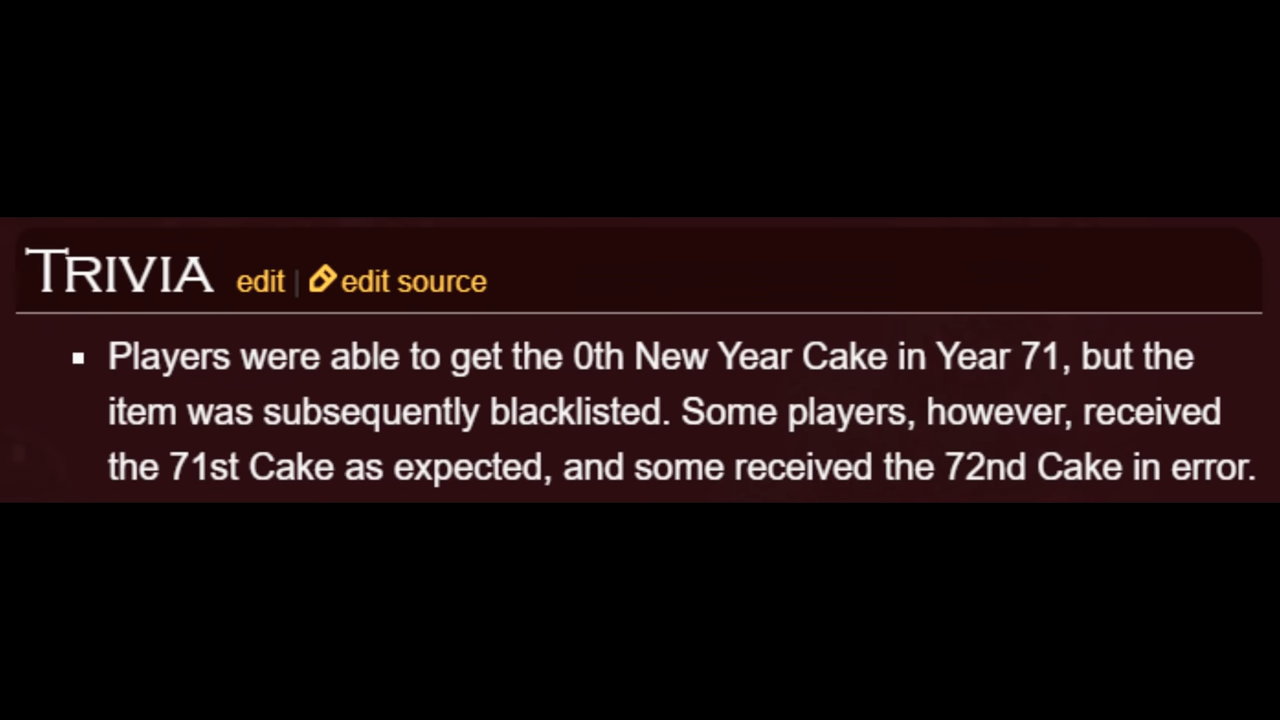 Trivia edit | edit source
Players were able to get the 0th New Year Cake in Year 71, but the
item was subsequently blacklisted. Some players, however, received
the 71st Cake as expected, and some received the 72nd Cake in error.